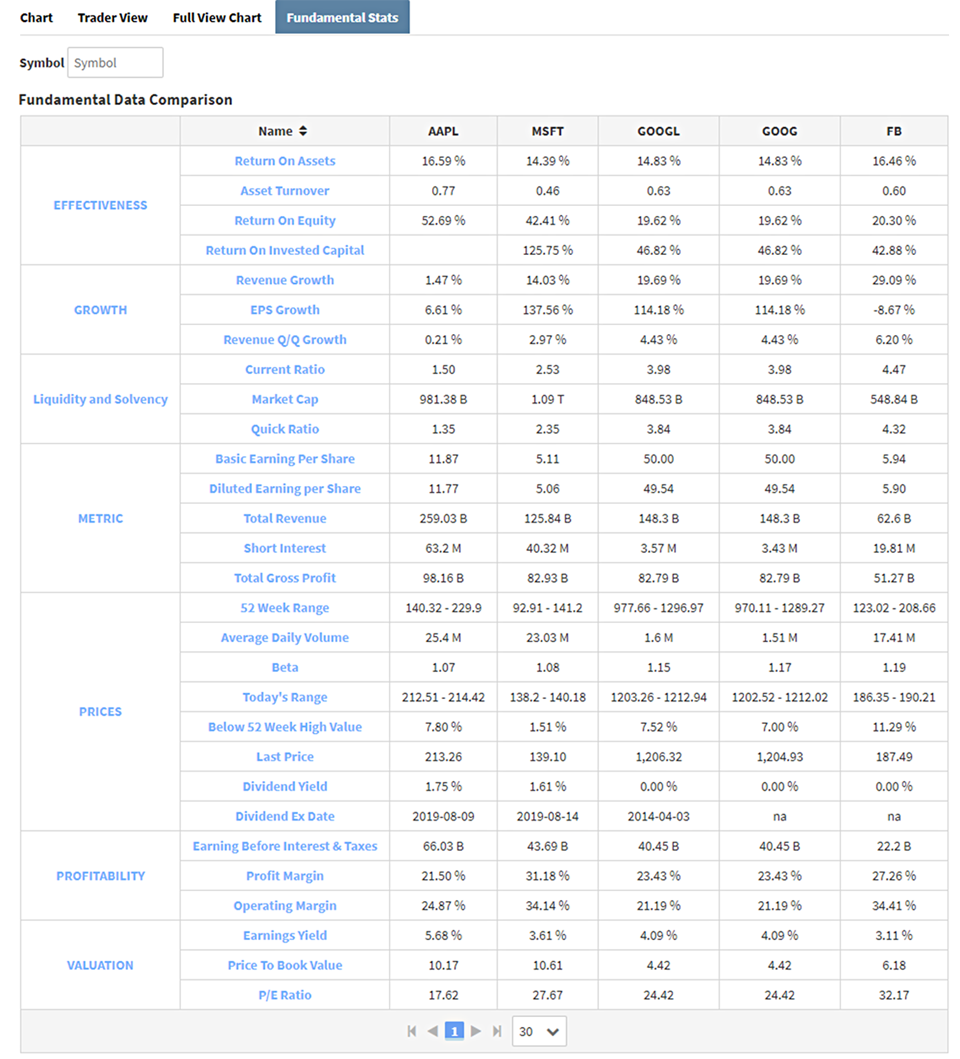 Chart Trader View Full View Chart Fundamental Stats
Symbol Symbol
Fundamental Data Comparison
Name AAPL MSFT GOOGL GOOG FB
EFFECTIVENESS
Return On Assets 16.59 % 14.39 % 14.83 % 14.83 % 16.46 %
Asset Turnover 0.77 0.46 0.63 0.63 0.60
Return On Equity 52.69 % 42.41 % 19.62 % 19.62 % 20.30 %
Return On Invested Capital 125.75 % 46.82 % 46.82 % 42.88 %
GROWTH
Revenue Growth 1.47 % 14.03 % 19.69 % 19.69 % 29.09 %
EPS Growth 6.61 % 137.56 % 114.18 % 114.18 % -8.67 %
Revenue Q/Q Growth 0.21 % 2.97 % 4.43 % 4.43 % 6.20 %
Liquidity and Solvency
Current Ratio 1.50 2.53 3.98 3.98 4.47
Market Cap 981.38 B 1.09 T 848.53 B 848.53 B 548.84 B
Quick Ratio 1.35 2.35 3.84 3.84 4.32
METRIC
Basic Earning Per Share 11.87 5.11 50.00 50.00 5.94
Diluted Earning per Share 11.77 5.06 49.54 49.54 5.90
Total Revenue 259.03 B 125.84 B 148.3 B 148.3 B 62.6 B
Short Interest 63.2 M 40.32 M 3.57 M 3.43 M 19.81 M
Total Gross Profit 98.16 B 82.93 B 82.79 B 82.79 B 51.27 B
PRICES
52 Week Range 140.32 - 229.9 92.91 - 141.2 977.66 - 1296.97 970.11 - 1289.27 123.02 - 208.66
Average Daily Volume 25.4 M 23.03 M 1.6 M 1.51 M 17.41 M
Beta 1.07 1.08 1.15 1.17 1.19
Today's Range 212.51 - 214.42 138.2 - 140.18 1203.26 - 1212.94 1202.52 - 1212.02 186.35 - 190.21
Below 52 Week High Value 7.80 % 1.51 % 7.52 % 7.00 % 11.29 %
Last Price 213.26 139.10 1,206.32 1,204.93 187.49
Dividend Yield 1.75 % 1.61 % 0.00 % 0.00 % 0.00 %
Dividend Ex Date 2019-08-09 2019-08-14 2014-04-03 na na
PROFITABILITY
Earning Before Interest & Taxes 66.03 B 43.69 B 40.45 B 40.45 B 22.2 B
Profit Margin 21.50 % 31.18 % 23.43 % 23.43 % 27.26 %
Operating Margin 24.87 % 34.14 % 21.19 % 21.19 % 34.41 %
VALUATION
Earnings Yield 5.68 % 3.61 % 4.09 % 4.09 % 3.11 %
Price To Book Value 10.17 10.61 4.42 4.42 6.18
P/E Ratio 17.62 27.67 24.42 24.42 32.17
1 30